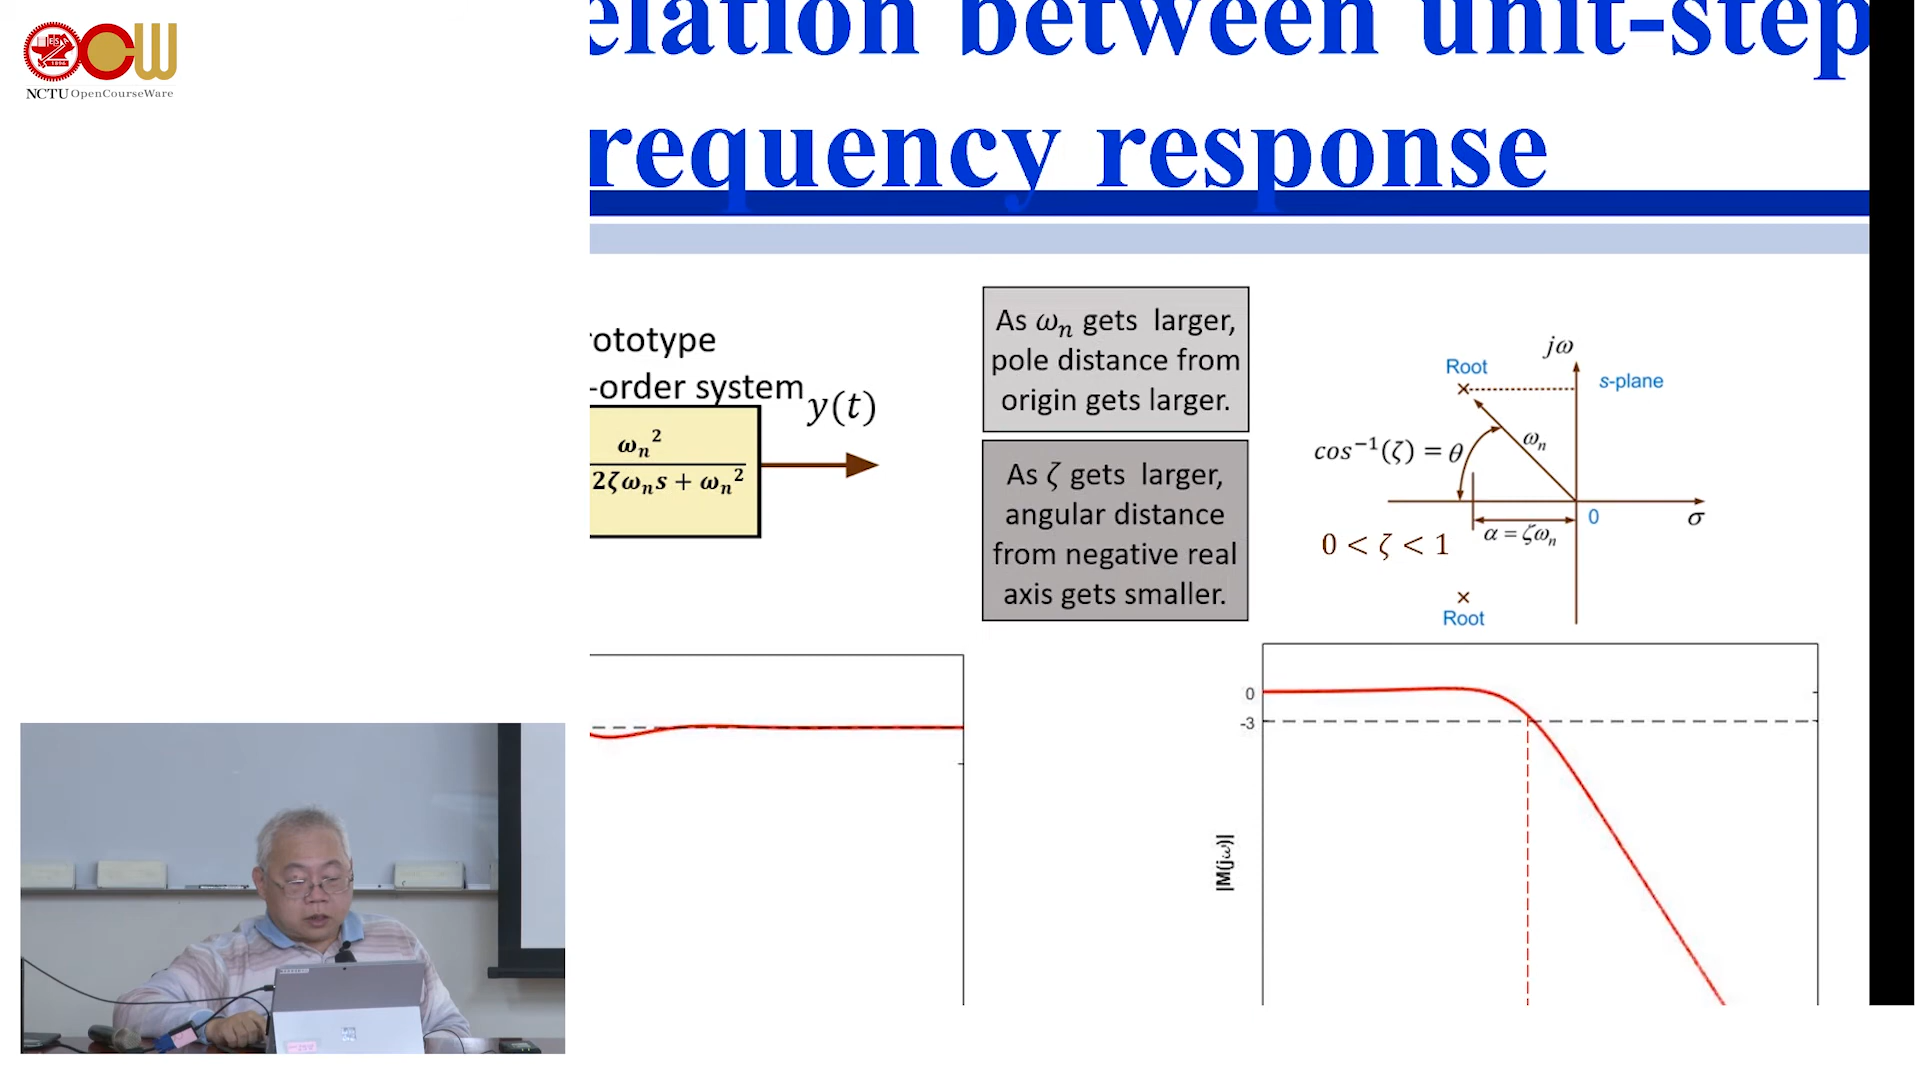 NCTU OpenCourseWare
elation between unit-step
requency response
rototype
-order system
y(t)
ωₙ²
2ζωₙs + ωₙ²
As ωₙ gets larger,
pole distance from
origin gets larger.
As ζ gets larger,
angular distance
from negative real
axis gets smaller.
jω
Root
s-plane
cos⁻¹(ζ) = θ
ωₙ
0
σ
α = ζωₙ
0 < ζ < 1
Root
0
-3
|M(jω)|